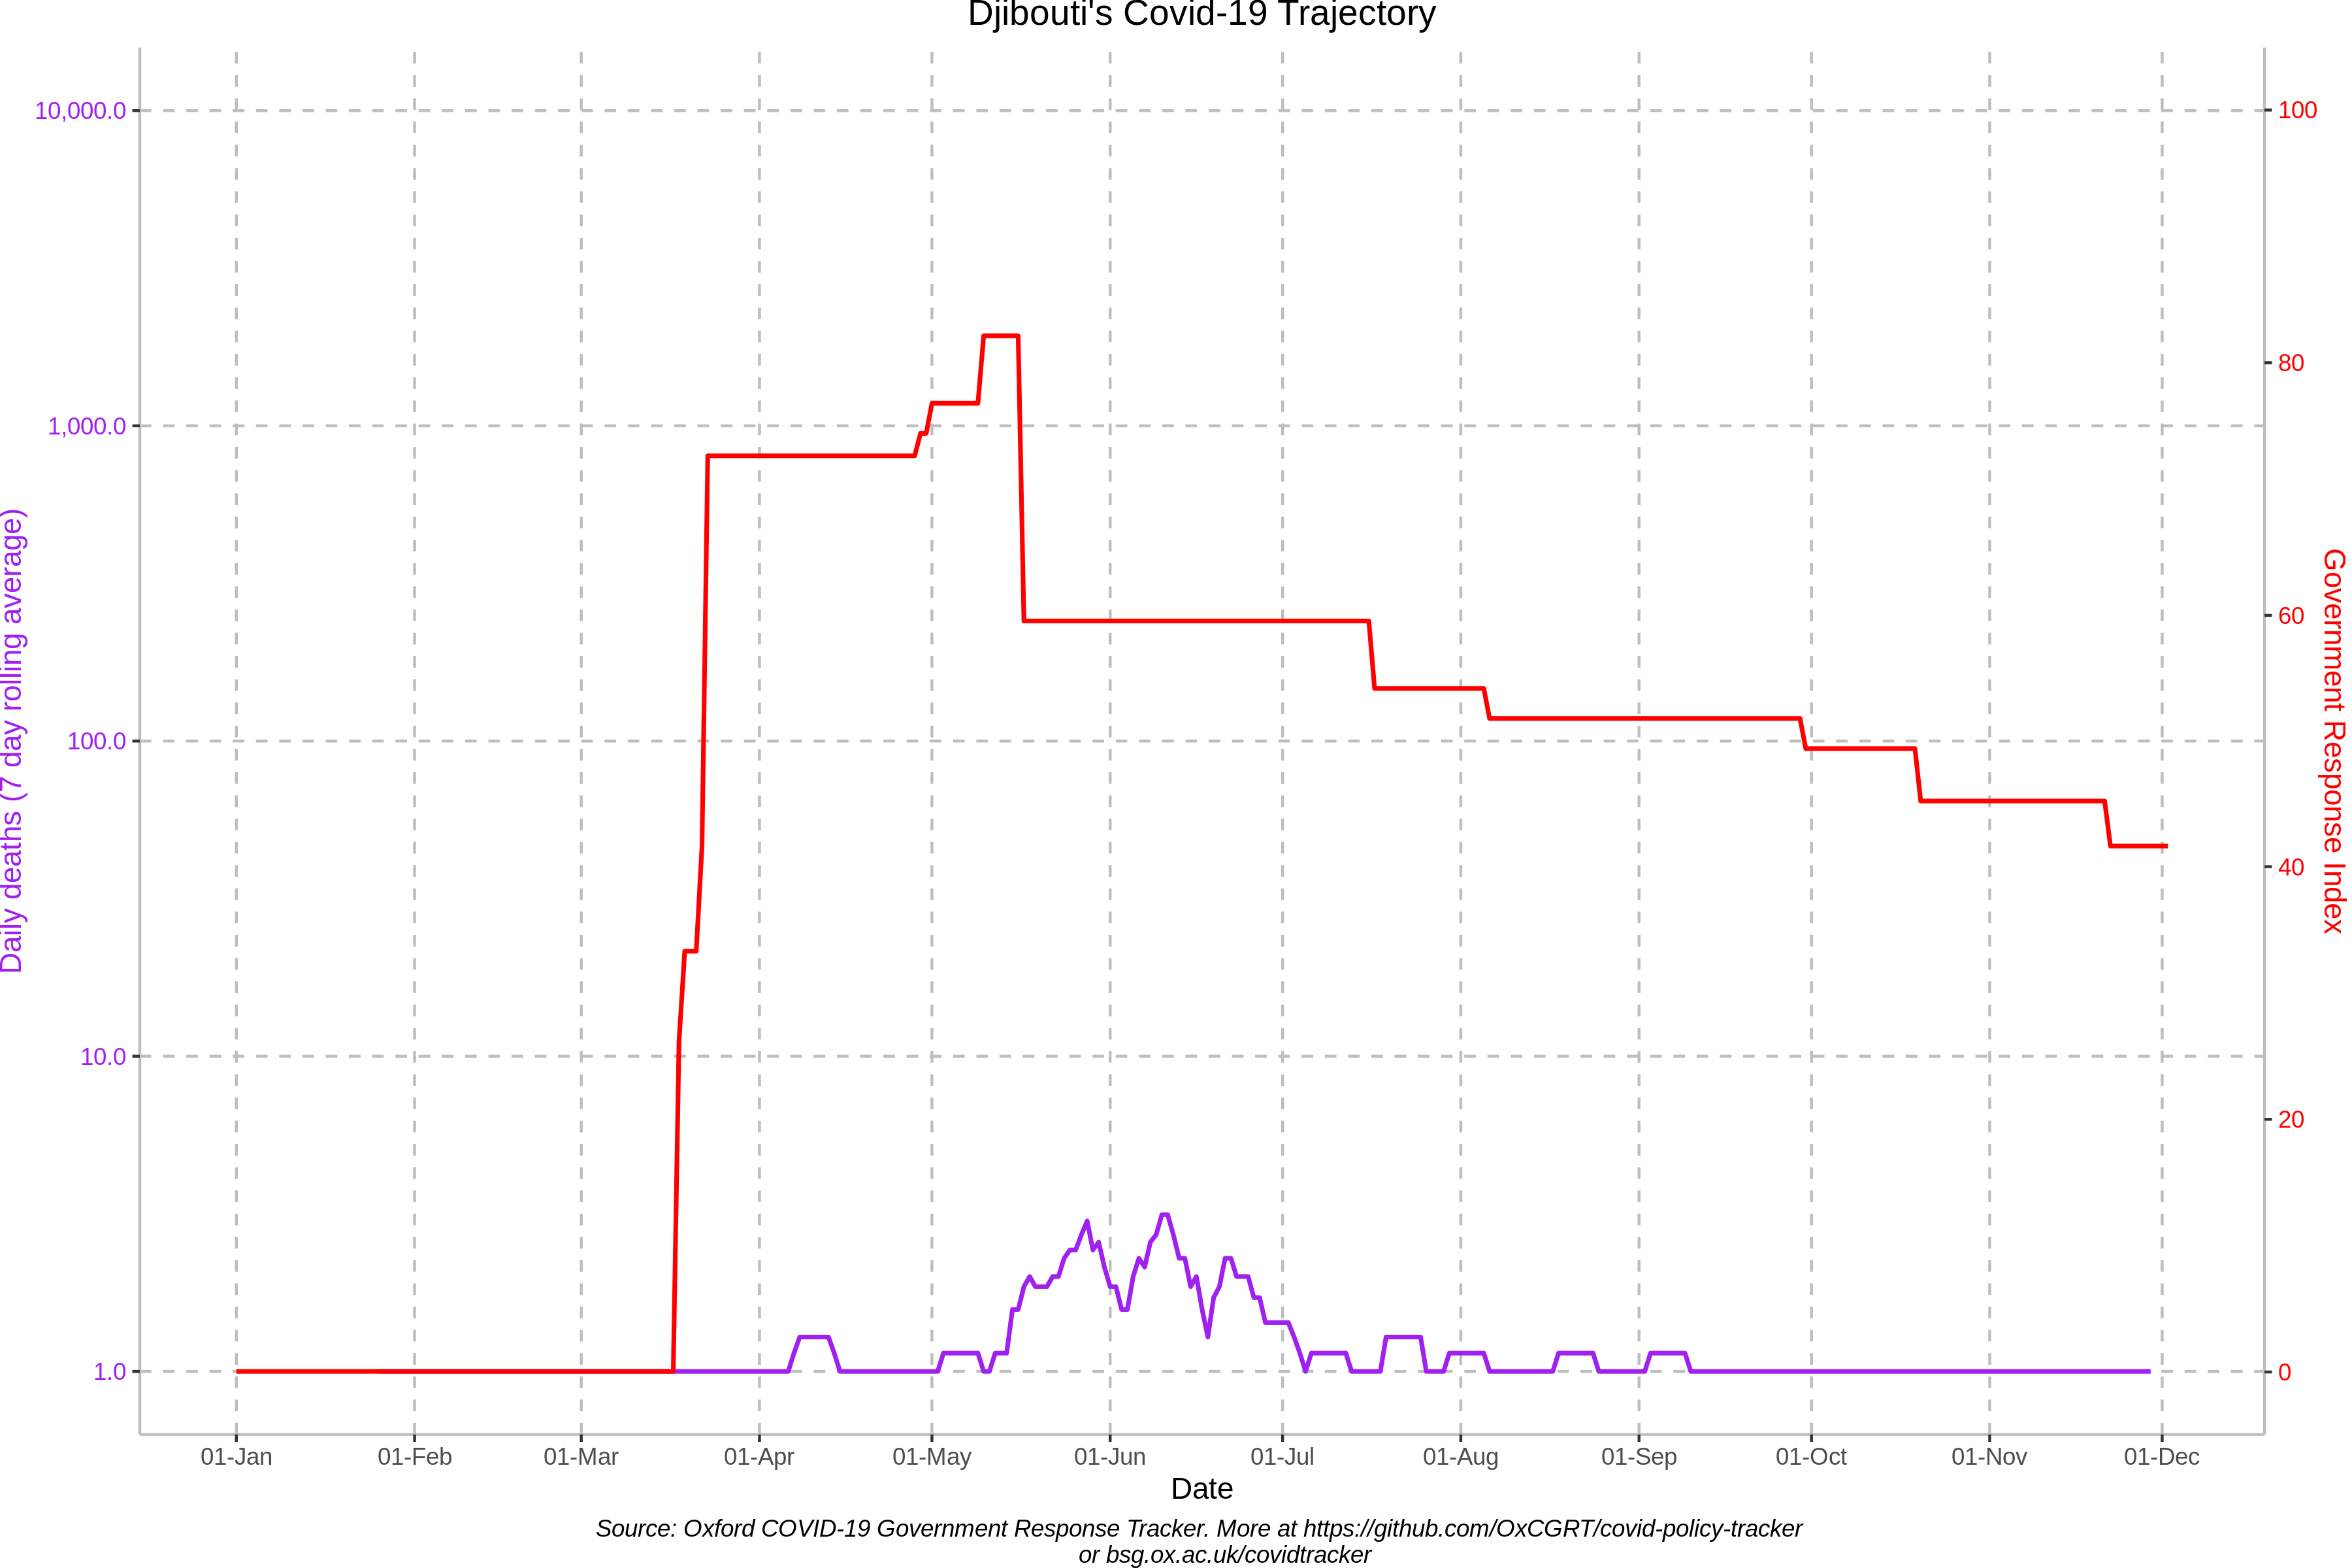 Djibouti's Covid-19 Trajectory
10,000.0
1,000.0
100.0
10.0
1.0
Daily deaths (7 day rolling average)
100
80
60
40
20
0
Government Response Index
01-Jan 01-Feb 01-Mar 01-Apr 01-May 01-Jun 01-Jul 01-Aug 01-Sep 01-Oct 01-Nov 01-Dec
Date
Source: Oxford COVID-19 Government Response Tracker. More at https://github.com/OxCGRT/covid-policy-tracker
or bsg.ox.ac.uk/covidtracker